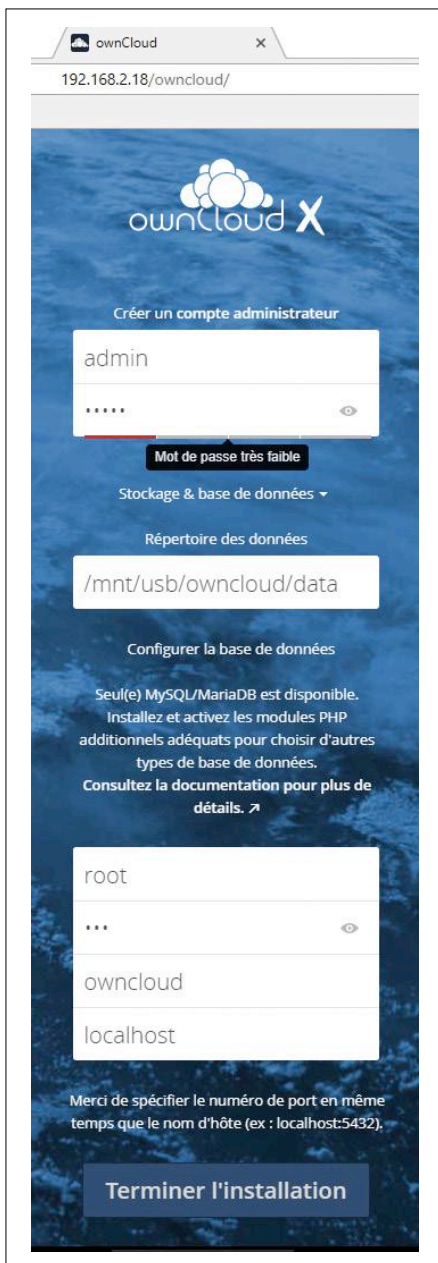 ownCloud
192.168.2.18/owncloud/
ownCloud X
Créer un compte administrateur
admin
•••••
Mot de passe très faible
Stockage & base de données
Répertoire des données
/mnt/usb/owncloud/data
Configurer la base de données
Seul(e) MySQL/MariaDB est disponible.
Installez et activez les modules PHP
additionnels adéquats pour choisir d'autres
types de base de données.
Consultez la documentation pour plus de
détails. ↗
root
•••
owncloud
localhost
Merci de spécifier le numéro de port en même
temps que le nom d'hôte (ex : localhost:5432).
Terminer l'installation